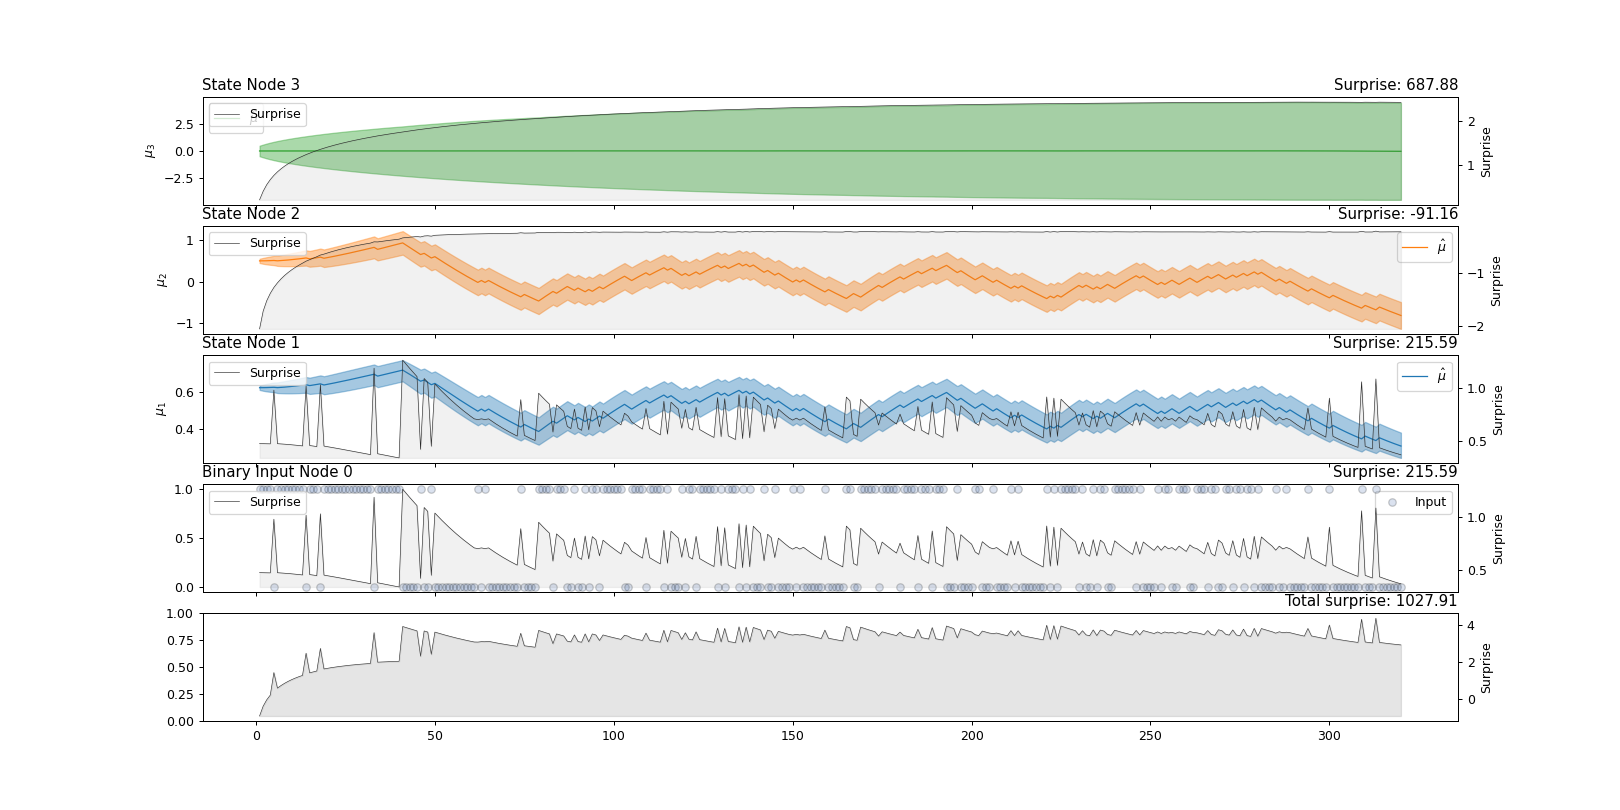 State Node 3 Surprise: 687.88
Surprise
2.5
0.0
−2.5
μ3
2
1
Surprise
State Node 2 Surprise: -91.16
Surprise
μ̂
1
0
−1
μ2
−1
−2
Surprise
State Node 1 Surprise: 215.59
Surprise
μ̂
0.6
0.4
μ1
1.0
0.5
Surprise
Binary Input Node 0 Surprise: 215.59
Surprise
Input
1.0
0.5
0.0
1.0
0.5
Surprise
Total surprise: 1027.91
1.00
0.75
0.50
0.25
0.00
4
2
0
Surprise
0 50 100 150 200 250 300